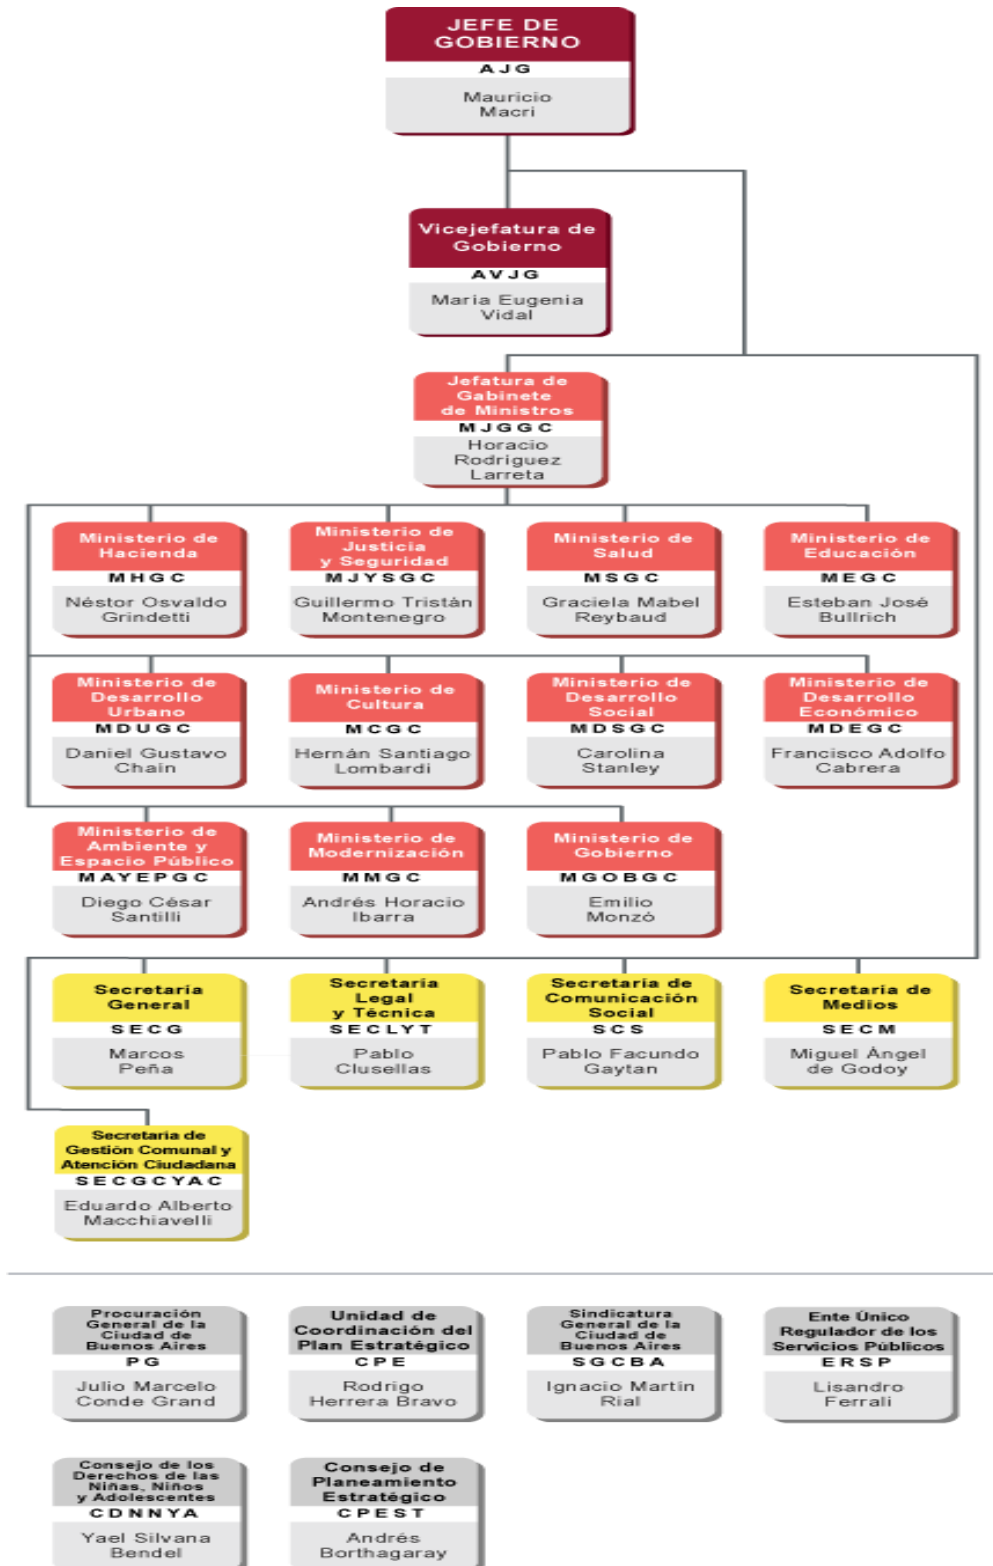 JEFE DE
GOBIERNO
AJG
Mauricio
Macri
Vicejefatura de
Gobierno
AVJG
María Eugenia
Vidal
Jefatura de
Gabinete
de Ministros
MJGGC
Horacio
Rodríguez
Larreta
Ministerio de
Hacienda
MHGC
Néstor Osvaldo
Grindetti
Ministerio de
Justicia
y Seguridad
MJYSGC
Guillermo Tristán
Montenegro
Ministerio de
Salud
MSGC
Graciela Mabel
Reybaud
Ministerio de
Educación
MEGC
Esteban José
Bullrich
Ministerio de
Desarrollo
Urbano
MDUGC
Daniel Gustavo
Chaín
Ministerio de
Cultura
MCGC
Hernán Santiago
Lombardi
Ministerio de
Desarrollo
Social
MDSGC
Carolina
Stanley
Ministerio de
Desarrollo
Económico
MDEGC
Francisco Adolfo
Cabrera
Ministerio de
Ambiente y
Espacio Público
MAYEPGC
Diego César
Santilli
Ministerio de
Modernización
MMGC
Andrés Horacio
Ibarra
Ministerio de
Gobierno
MGOBGC
Emilio
Monzó
Secretaría
General
SECG
Marcos
Peña
Secretaría
Legal
y Técnica
SECLYT
Pablo
Clusellas
Secretaría de
Comunicación
Social
SCS
Pablo Facundo
Gaytan
Secretaría de
Medios
SECM
Miguel Ángel
de Godoy
Secretaría de
Gestión Comunal y
Atención Ciudadana
SECGCYAC
Eduardo Alberto
Macchiavelli
Procuración
General de la
Ciudad de
Buenos Aires
PG
Julio Marcelo
Conde Grand
Unidad de
Coordinación del
Plan Estratégico
CPE
Rodrigo
Herrera Bravo
Sindicatura
General de la
Ciudad de
Buenos Aires
SGCBA
Ignacio Martín
Rial
Ente Único
Regulador de los
Servicios Públicos
ERSP
Lisandro
Ferrali
Consejo de los
Derechos de las
Niñas, Niños
y Adolescentes
CDNNYA
Yael Silvana
Bendel
Consejo de
Planeamiento
Estratégico
CPEST
Andrés
Borthagaray